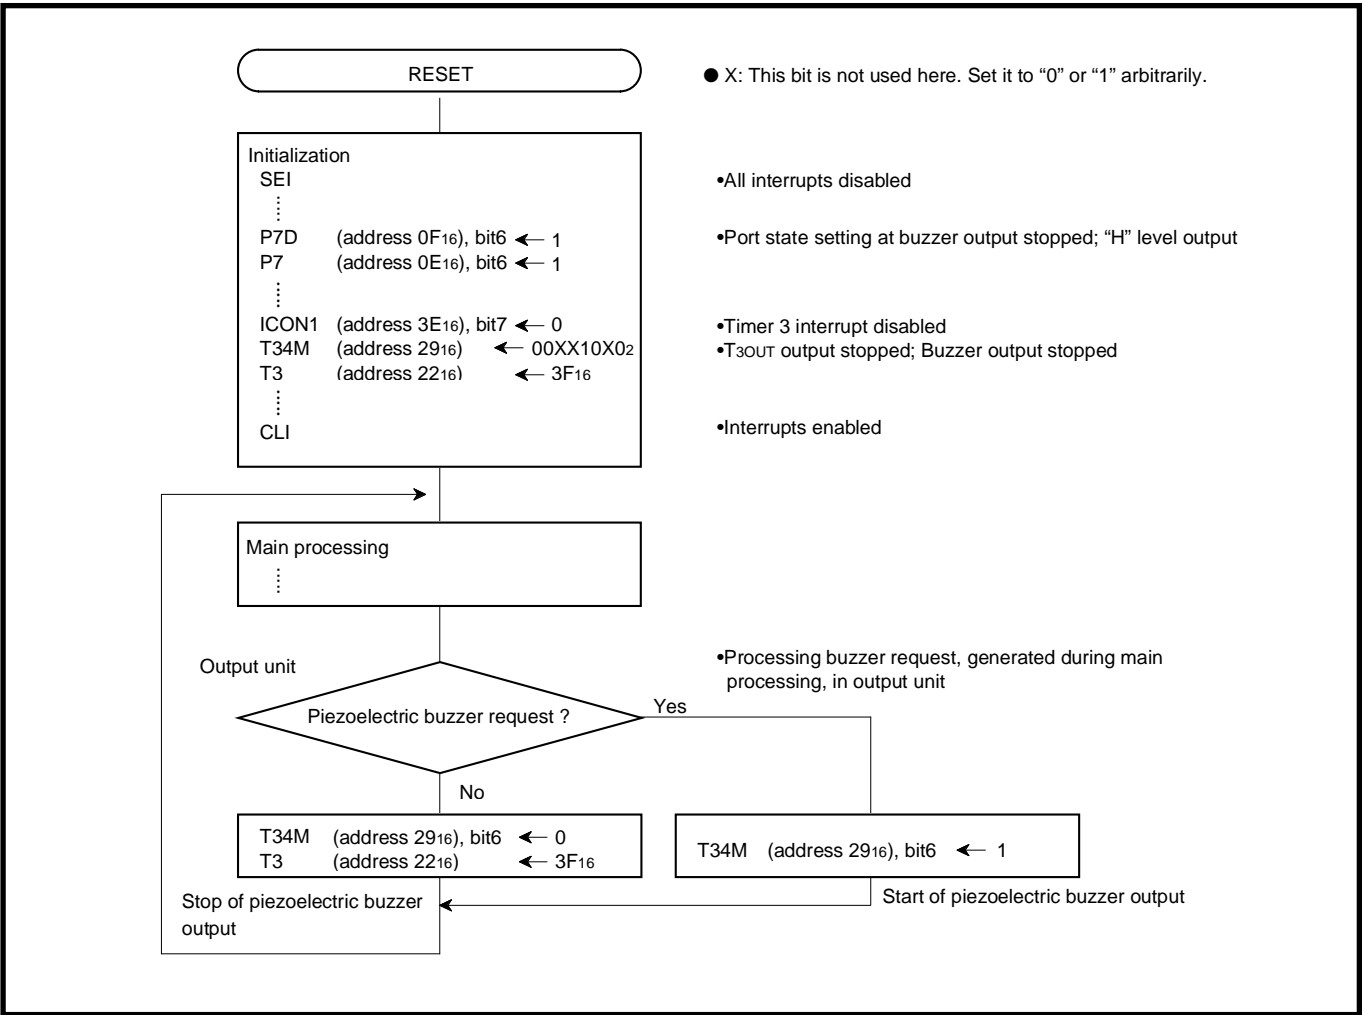 RESET
● X: This bit is not used here. Set it to “0” or “1” arbitrarily.
Initialization
SEI
•All interrupts disabled
P7D (address 0F16), bit6 ← 1
•Port state setting at buzzer output stopped; “H” level output
P7 (address 0E16), bit6 ← 1
ICON1 (address 3E16), bit7 ← 0
•Timer 3 interrupt disabled
T34M (address 2916) ← 00XX10X02
•T3OUT output stopped; Buzzer output stopped
T3 (address 2216) ← 3F16
CLI
•Interrupts enabled
Main processing
Output unit
•Processing buzzer request, generated during main
processing, in output unit
Piezoelectric buzzer request ?
Yes
No
T34M (address 2916), bit6 ← 0
T3 (address 2216) ← 3F16
T34M (address 2916), bit6 ← 1
Stop of piezoelectric buzzer
output
Start of piezoelectric buzzer output